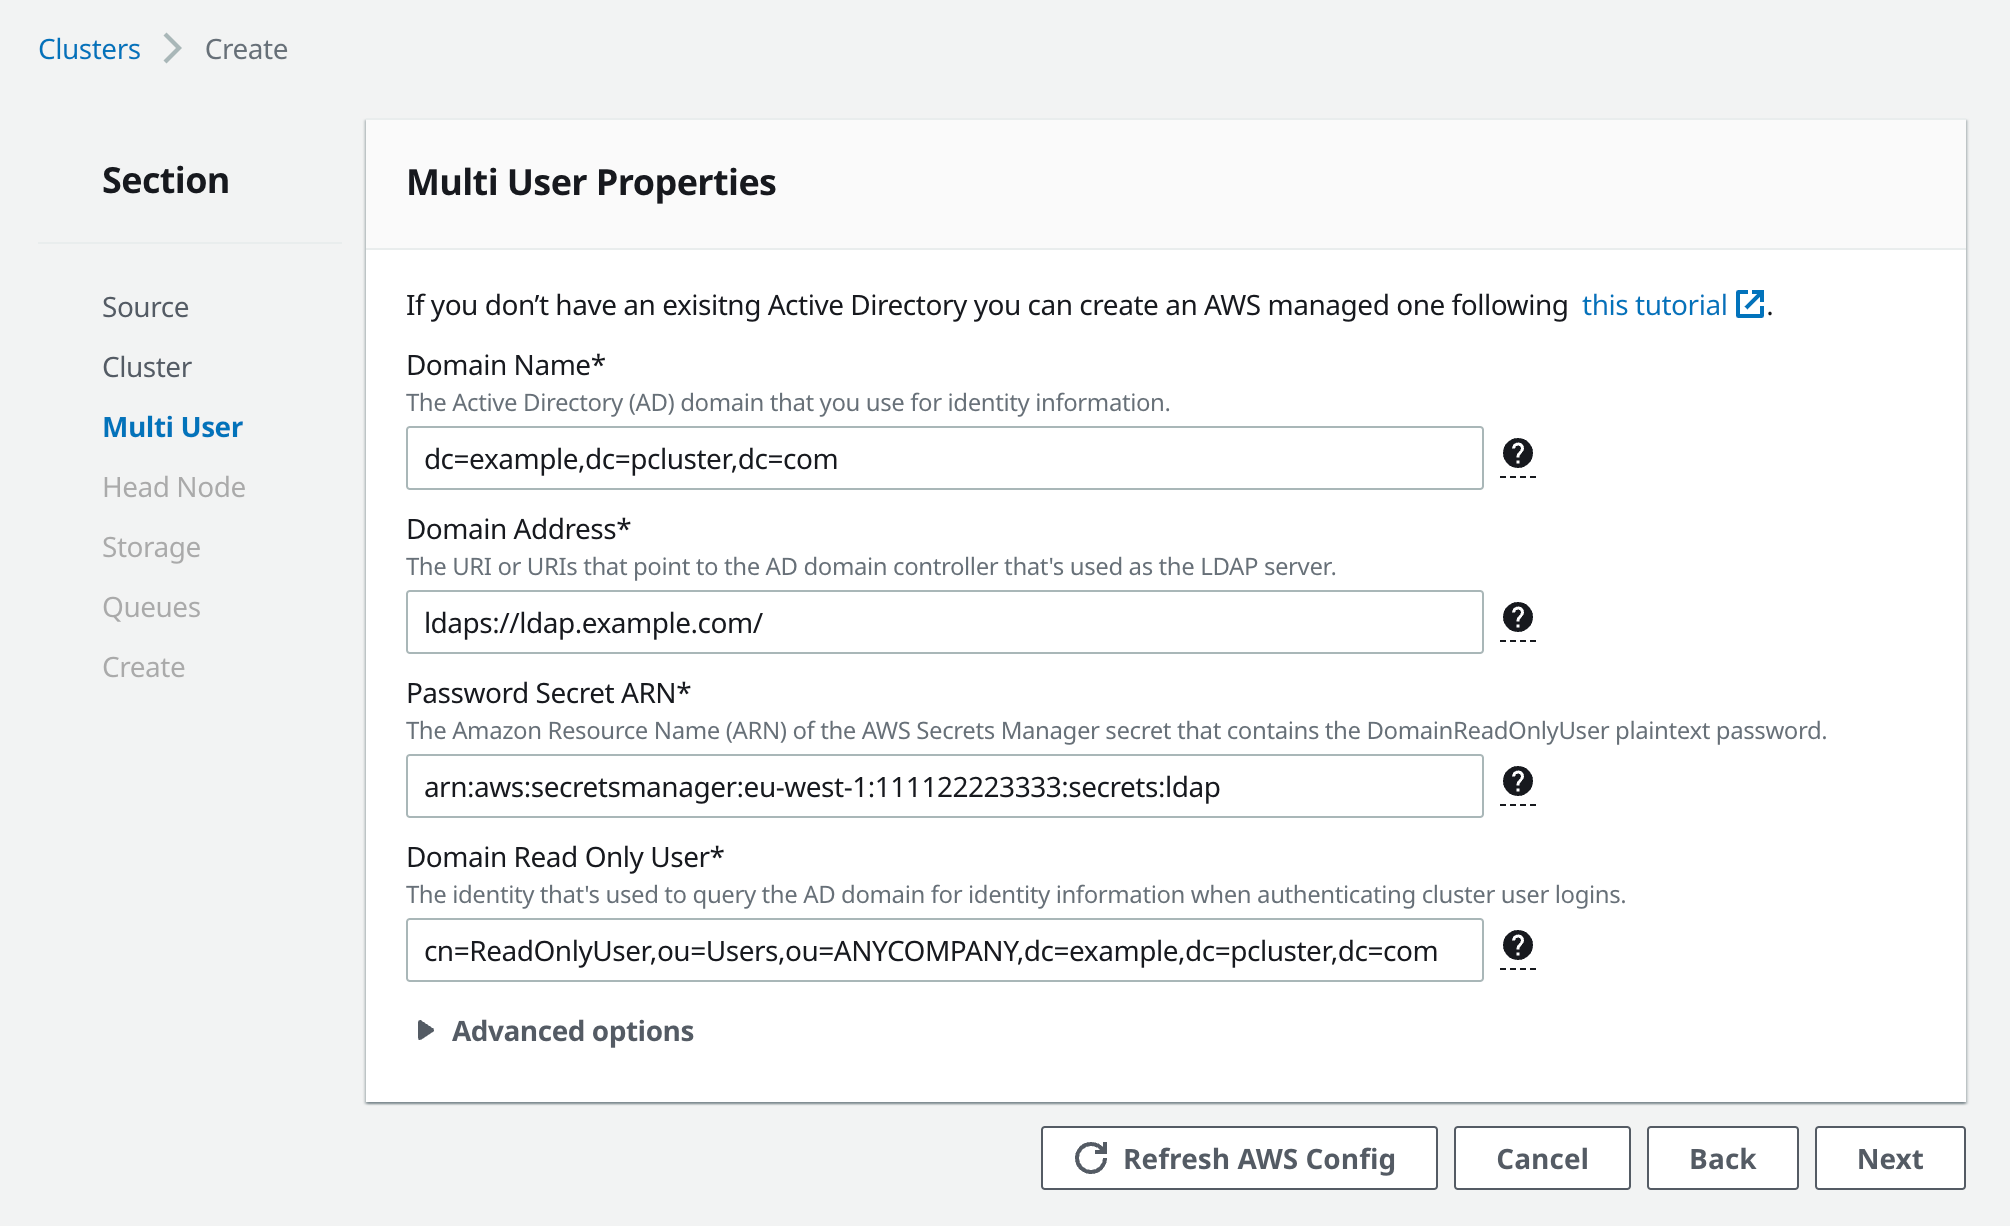 Clusters > Create
Section
Source
Cluster
Multi User
Head Node
Storage
Queues
Create
Multi User Properties
If you don’t have an exisitng Active Directory you can create an AWS managed one following this tutorial.
Domain Name*
The Active Directory (AD) domain that you use for identity information.
dc=example,dc=pcluster,dc=com
Domain Address*
The URI or URIs that point to the AD domain controller that's used as the LDAP server.
ldaps://ldap.example.com/
Password Secret ARN*
The Amazon Resource Name (ARN) of the AWS Secrets Manager secret that contains the DomainReadOnlyUser plaintext password.
arn:aws:secretsmanager:eu-west-1:111122223333:secrets:ldap
Domain Read Only User*
The identity that's used to query the AD domain for identity information when authenticating cluster user logins.
cn=ReadOnlyUser,ou=Users,ou=ANYCOMPANY,dc=example,dc=pcluster,dc=com
Advanced options
Refresh AWS Config
Cancel
Back
Next